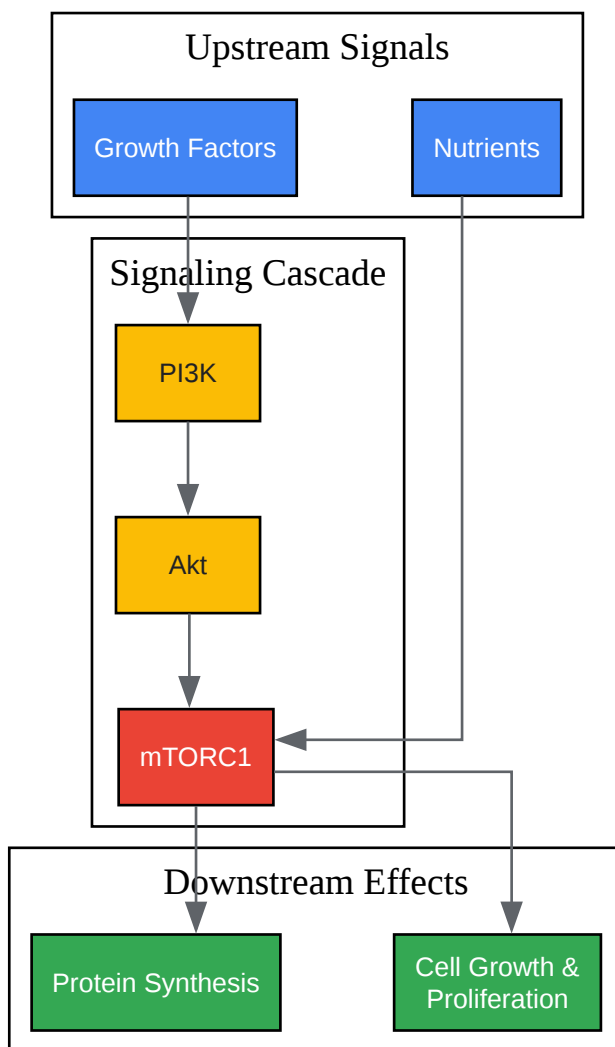 Upstream Signals
Growth Factors
Nutrients
Signaling Cascade
PI3K
Akt
mTORC1
Downstream Effects
Protein Synthesis
Cell Growth &
Proliferation